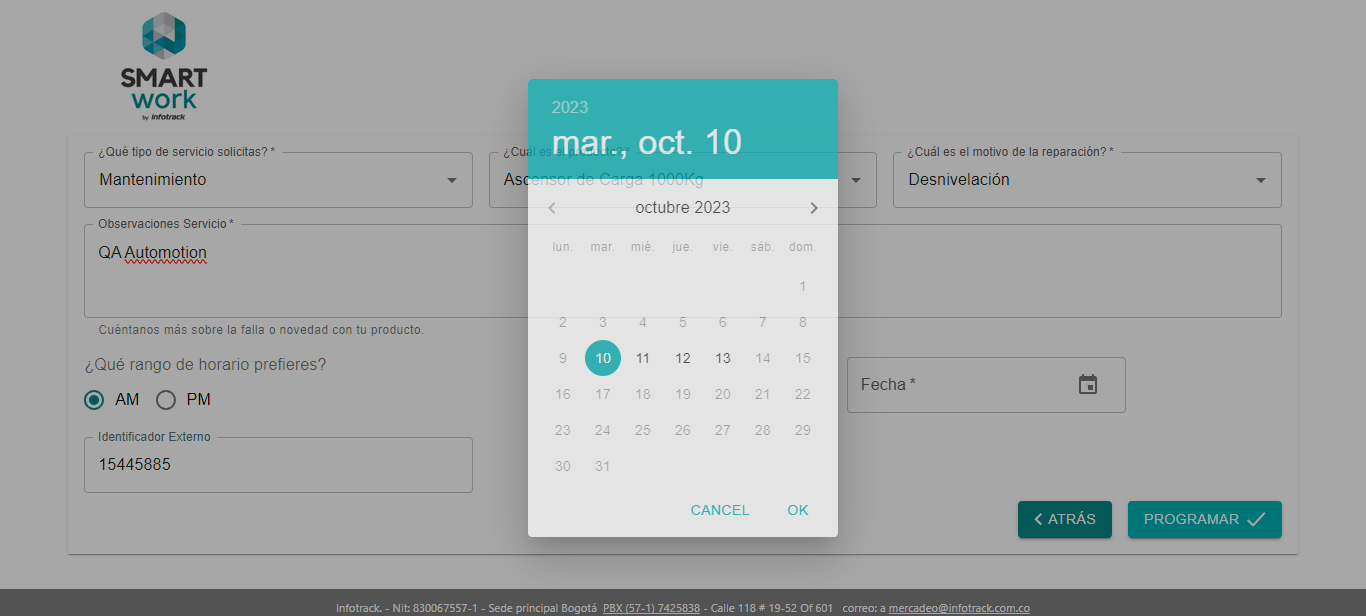 SMART
work
by infotrack
2023
mar., oct. 10
¿Qué tipo de servicio solicitas? *
Mantenimiento
¿Cuál es el producto? *
Ascensor de Carga 1000Kg
¿Cuál es el motivo de la reparación? *
Desnivelación
octubre 2023
lun. mar. mié. jue. vie. sáb. dom.
1
2 3 4 5 6 7 8
9 10 11 12 13 14 15
16 17 18 19 20 21 22
23 24 25 26 27 28 29
30 31
CANCEL OK
Observaciones Servicio *
QA Automotion
Cuéntanos más sobre la falla o novedad con tu producto.
¿Qué rango de horario prefieres?
AM PM
Fecha *
Identificador Externo
15445885
ATRÁS
PROGRAMAR
Infotrack. - Nit: 830067557-1 - Sede principal Bogotá PBX (57-1) 7425838 - Calle 118 # 19-52 Of 601 correo: a mercadeo@infotrack.com.co